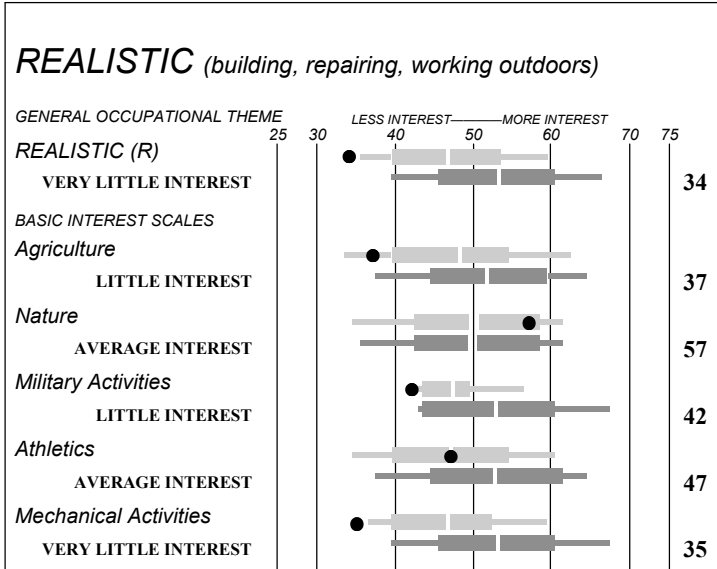 REALISTIC (building, repairing, working outdoors)
GENERAL OCCUPATIONAL THEME LESS INTEREST MORE INTEREST
25 30 40 50 60 70 75
REALISTIC (R)
VERY LITTLE INTEREST 34
BASIC INTEREST SCALES
Agriculture
LITTLE INTEREST 37
Nature
AVERAGE INTEREST 57
Military Activities
LITTLE INTEREST 42
Athletics
AVERAGE INTEREST 47
Mechanical Activities
VERY LITTLE INTEREST 35